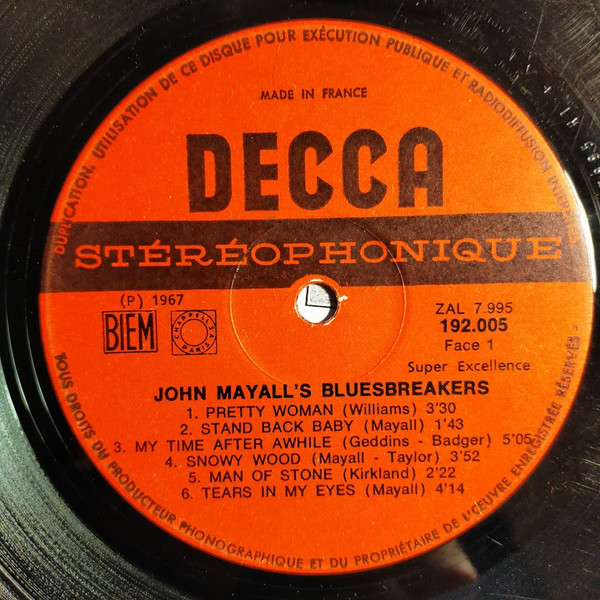 DUPLICATION, UTILISATION DE CE DISQUE POUR EXÉCUTION PUBLIQUE ET RADIODIFFUSION INTERDITES
MADE IN FRANCE
DECCA
STÉRÉOPHONIQUE
(P) 1967
BIEM
CHAPPELL S.A.
PARIS
ZAL 7.995
192.005
Face 1
Super Excellence
JOHN MAYALL'S BLUESBREAKERS
1. PRETTY WOMAN (Williams) 3'30
2. STAND BACK BABY (Mayall) 1'43
3. MY TIME AFTER AWHILE (Geddins - Badger) 5'05
4. SNOWY WOOD (Mayall - Taylor) 3'52
5. MAN OF STONE (Kirkland) 2'22
6. TEARS IN MY EYES (Mayall) 4'14
TOUS DROITS DU PRODUCTEUR PHONOGRAPHIQUE ET DU PROPRIÉTAIRE DE L'ŒUVRE ENREGISTRÉE RÉSERVÉS -